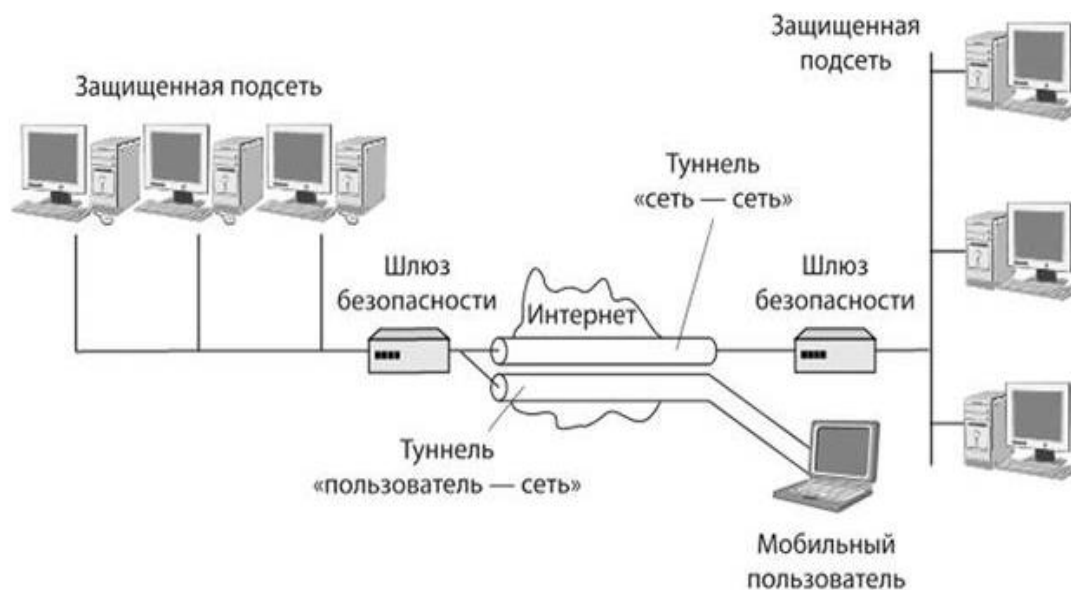 Защищенная
подсеть
Защищенная подсеть
Туннель
«сеть — сеть»
Шлюз
безопасности
Интернет
Шлюз
безопасности
Туннель
«пользователь — сеть»
Мобильный
пользователь